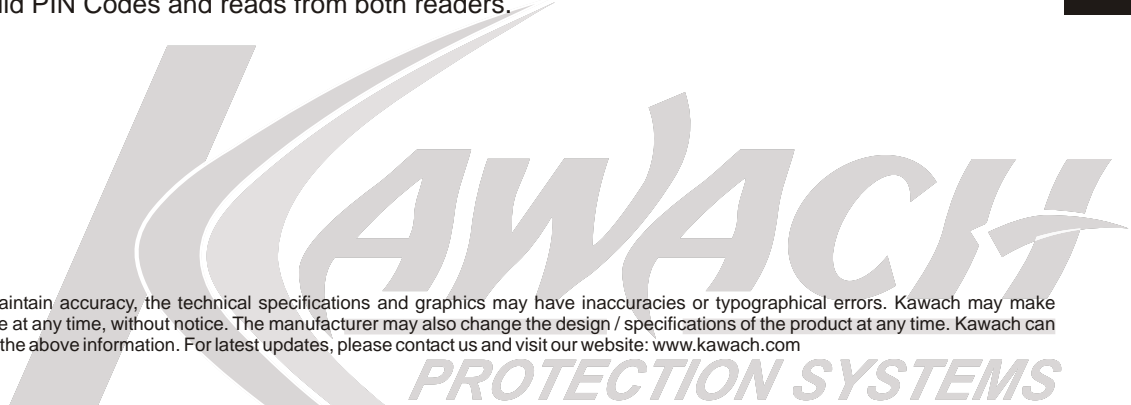 PIN Codes and reads from both readers.
KAWACH
accuracy, the technical specifications and graphics may have inaccuracies or typographical errors. Kawach may make
at any time, without notice. The manufacturer may also change the design / specifications of the product at any time. Kawach can
the above information. For latest updates, please contact us and visit our website: www.kawach.com
PROTECTION SYSTEMS